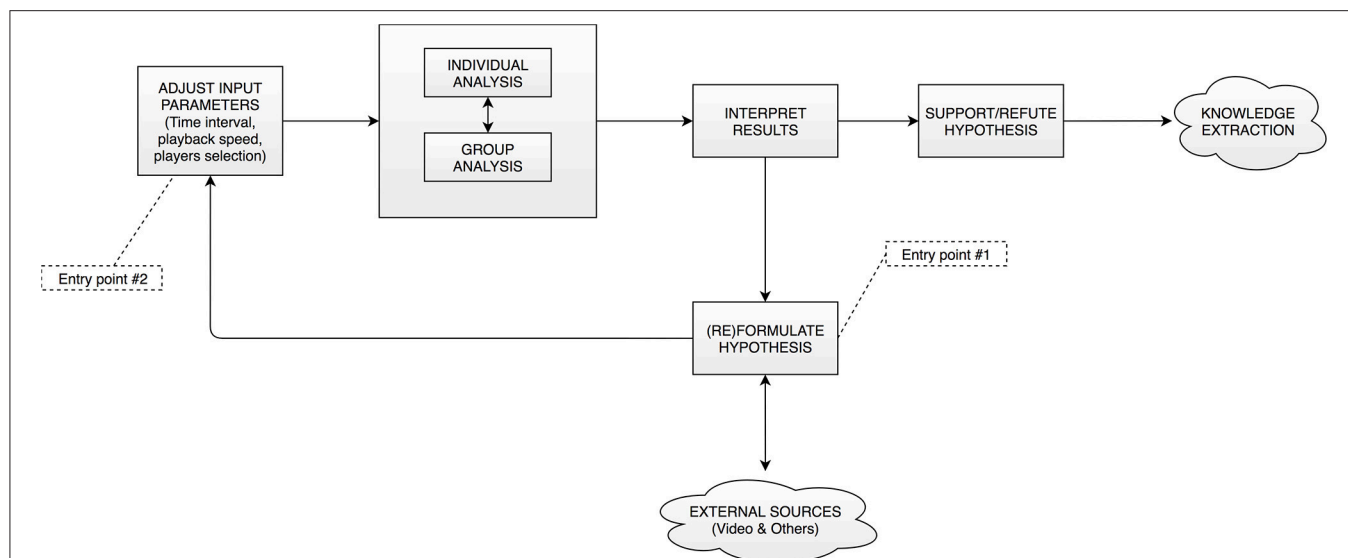 ADJUST INPUT
PARAMETERS
(Time interval,
playback speed,
players selection)
INDIVIDUAL
ANALYSIS
GROUP
ANALYSIS
INTERPRET
RESULTS
SUPPORT/REFUTE
HYPOTHESIS
KNOWLEDGE
EXTRACTION
Entry point #2
Entry point #1
(RE)FORMULATE
HYPOTHESIS
EXTERNAL SOURCES
(Video & Others)